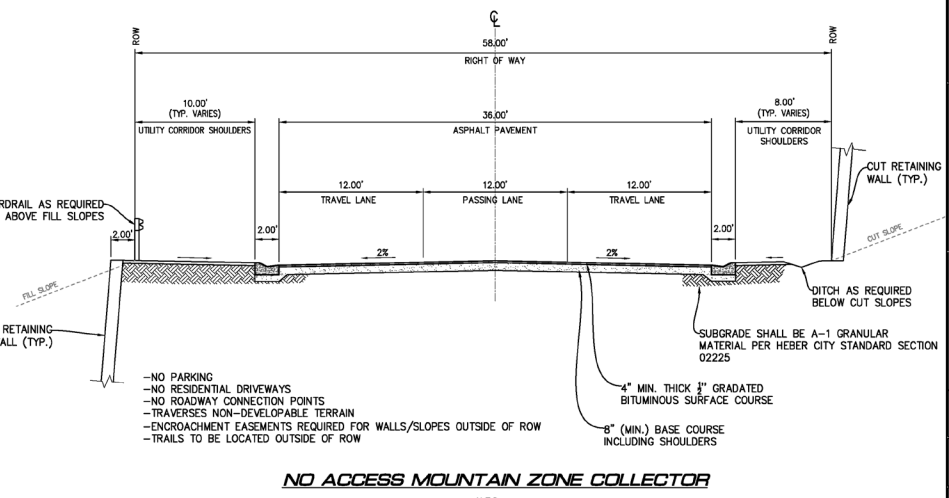 ℄
ROW
ROW
58.00'
RIGHT OF WAY
10.00'
(TYP. VARIES)
UTILITY CORRIDOR SHOULDERS
36.00'
ASPHALT PAVEMENT
8.00'
(TYP. VARIES)
UTILITY CORRIDOR
SHOULDERS
CUT RETAINING
WALL (TYP.)
12.00'
TRAVEL LANE
12.00'
PASSING LANE
12.00'
TRAVEL LANE
RDRAIL AS REQUIRED
ABOVE FILL SLOPES
2.00'
2.00'
2.00'
2%
2%
CUT SLOPE
FILL SLOPE
DITCH AS REQUIRED
BELOW CUT SLOPES
RETAINING
ALL (TYP.)
SUBGRADE SHALL BE A-1 GRANULAR
MATERIAL PER HEBER CITY STANDARD SECTION
02225
-NO PARKING
-NO RESIDENTIAL DRIVEWAYS
-NO ROADWAY CONNECTION POINTS
-TRAVERSES NON-DEVELOPABLE TERRAIN
-ENCROACHMENT EASEMENTS REQUIRED FOR WALLS/SLOPES OUTSIDE OF ROW
-TRAILS TO BE LOCATED OUTSIDE OF ROW
4" MIN. THICK ½" GRADATED
BITUMINOUS SURFACE COURSE
8" (MIN.) BASE COURSE
INCLUDING SHOULDERS
NO ACCESS MOUNTAIN ZONE COLLECTOR